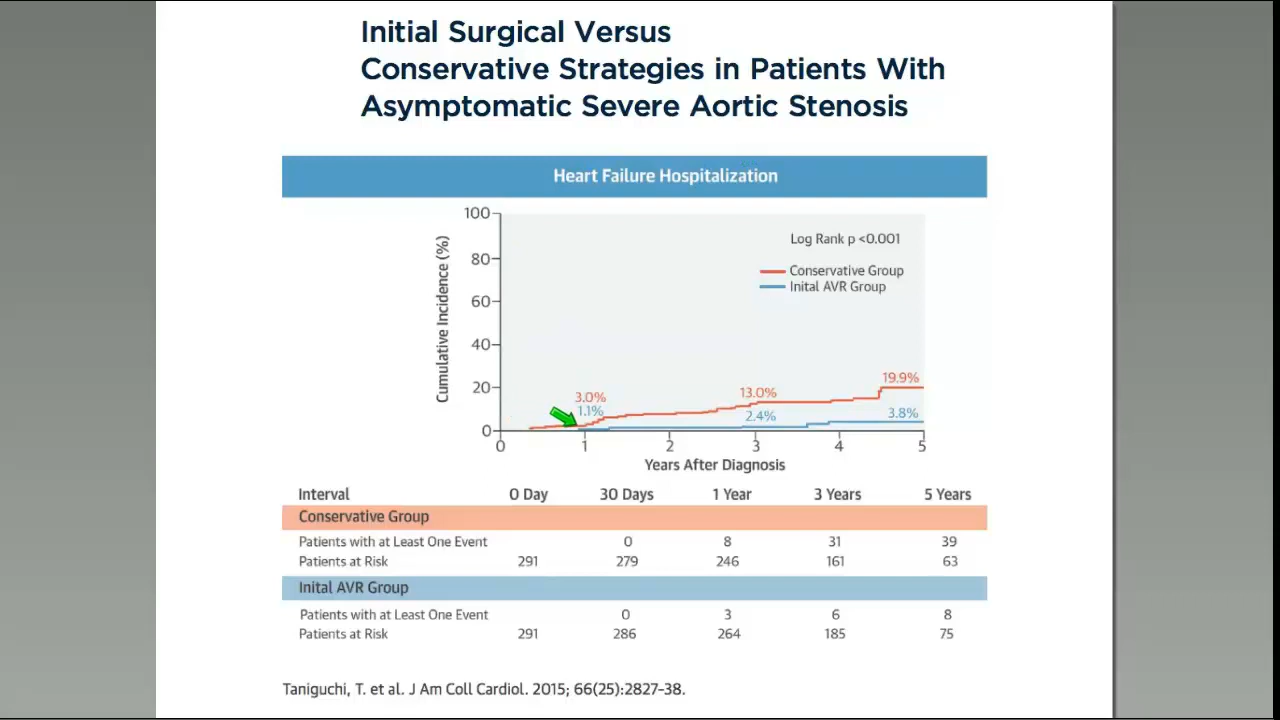 Initial Surgical Versus
Conservative Strategies in Patients With
Asymptomatic Severe Aortic Stenosis
Heart Failure Hospitalization
Cumulative Incidence (%)
100
80
60
40
20
0
Log Rank p <0.001
Conservative Group
Inital AVR Group
3.0%
1.1%
13.0%
2.4%
19.9%
3.8%
0 1 2 3 4 5
Years After Diagnosis
Interval 0 Day 30 Days 1 Year 3 Years 5 Years
Conservative Group
Patients with at Least One Event 0 8 31 39
Patients at Risk 291 279 246 161 63
Inital AVR Group
Patients with at Least One Event 0 3 6 8
Patients at Risk 291 286 264 185 75
Taniguchi, T. et al. J Am Coll Cardiol. 2015; 66(25):2827-38.